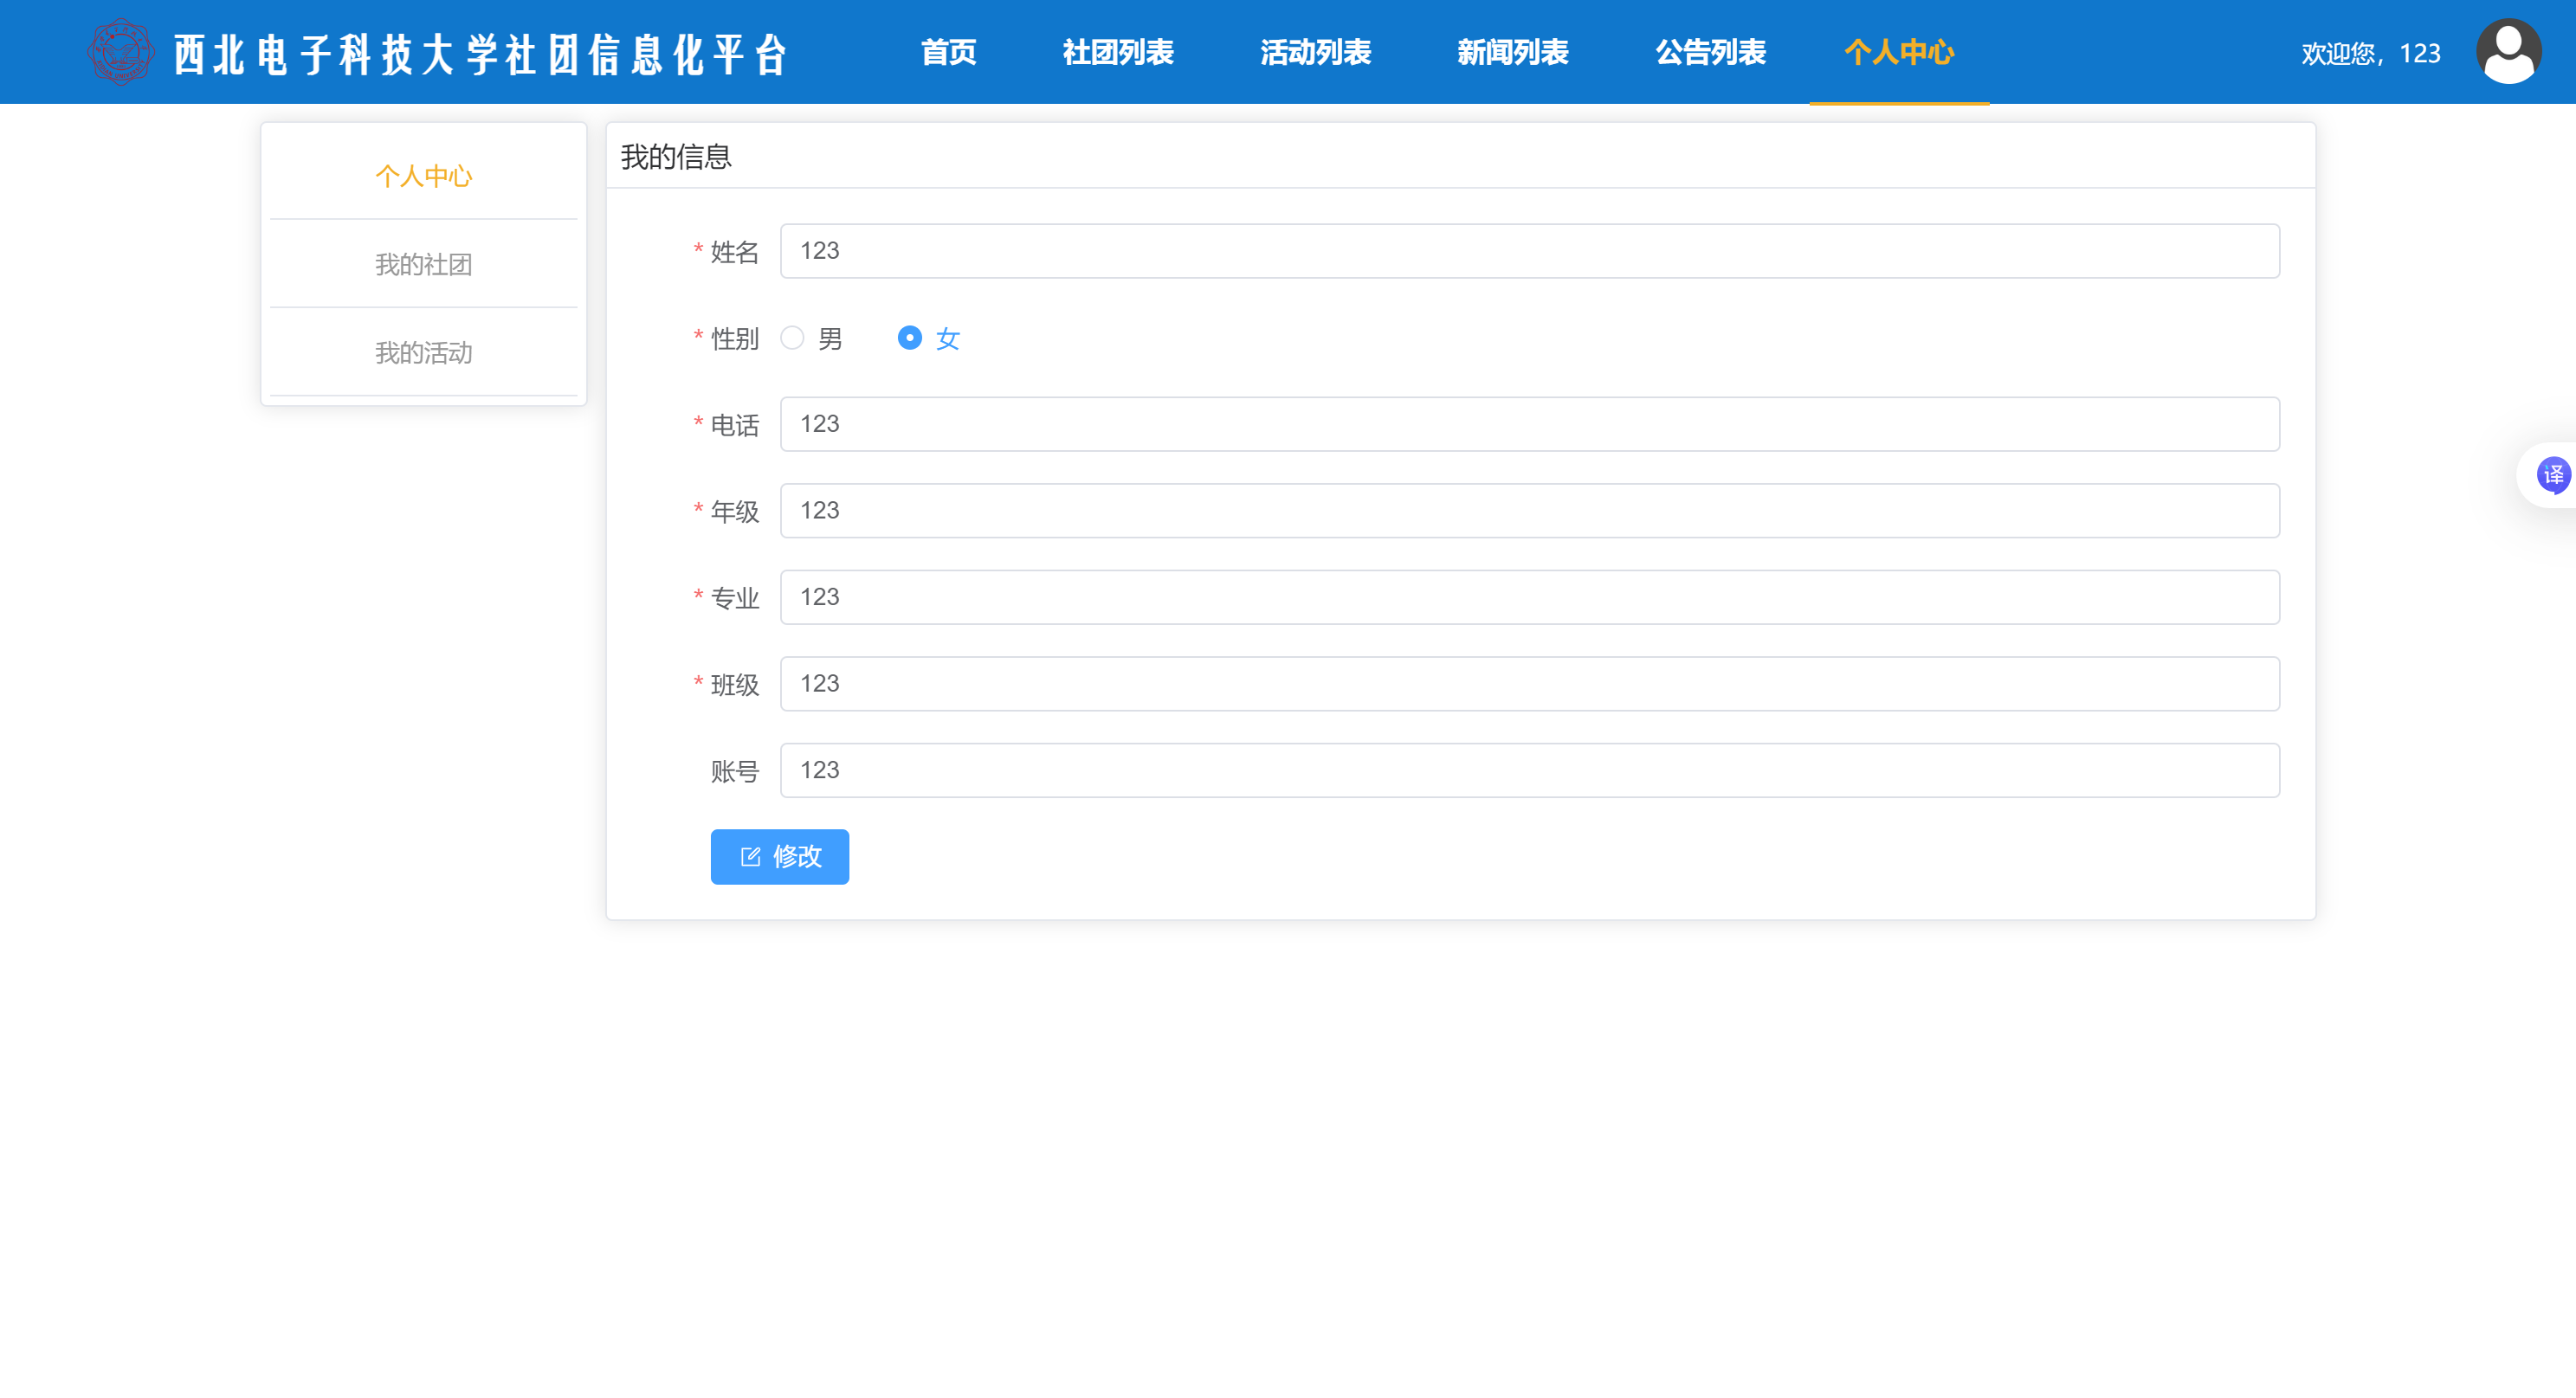 西北电子科技大学社团信息化平台
首页 社团列表 活动列表 新闻列表 公告列表 个人中心
欢迎您，123
个人中心
我的社团
我的活动
我的信息
* 姓名 123
* 性别 男 女
* 电话 123
* 年级 123
* 专业 123
* 班级 123
账号 123
修改
译